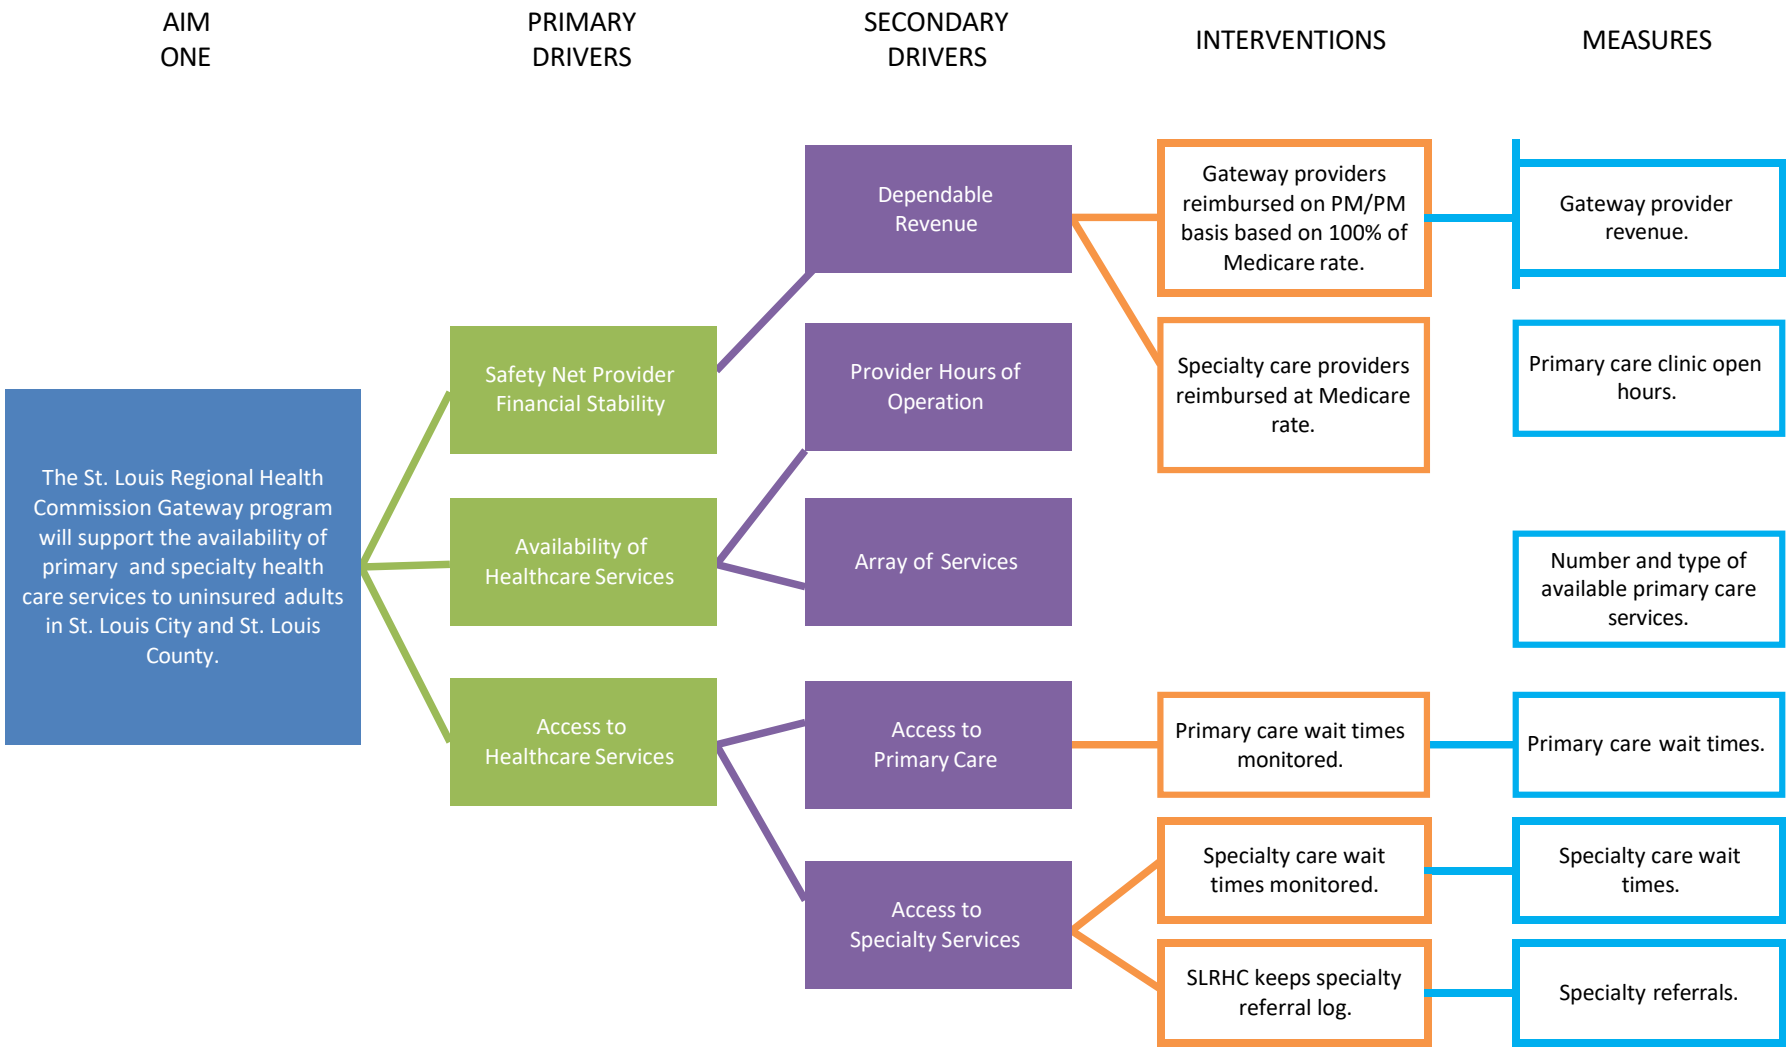 AIM
ONE
PRIMARY
DRIVERS
SECONDARY
DRIVERS
INTERVENTIONS
MEASURES
The St. Louis Regional Health
Commission Gateway program
will support the availability of
primary and specialty health
care services to uninsured adults
in St. Louis City and St. Louis
County.
Safety Net Provider
Financial Stability
Availability of
Healthcare Services
Access to
Healthcare Services
Dependable
Revenue
Provider Hours of
Operation
Array of Services
Access to
Primary Care
Access to
Specialty Services
Gateway providers
reimbursed on PM/PM
basis based on 100% of
Medicare rate.
Specialty care providers
reimbursed at Medicare
rate.
Primary care wait times
monitored.
Specialty care wait
times monitored.
SLRHC keeps specialty
referral log.
Gateway provider
revenue.
Primary care clinic open
hours.
Number and type of
available primary care
services.
Primary care wait times.
Specialty care wait
times.
Specialty referrals.